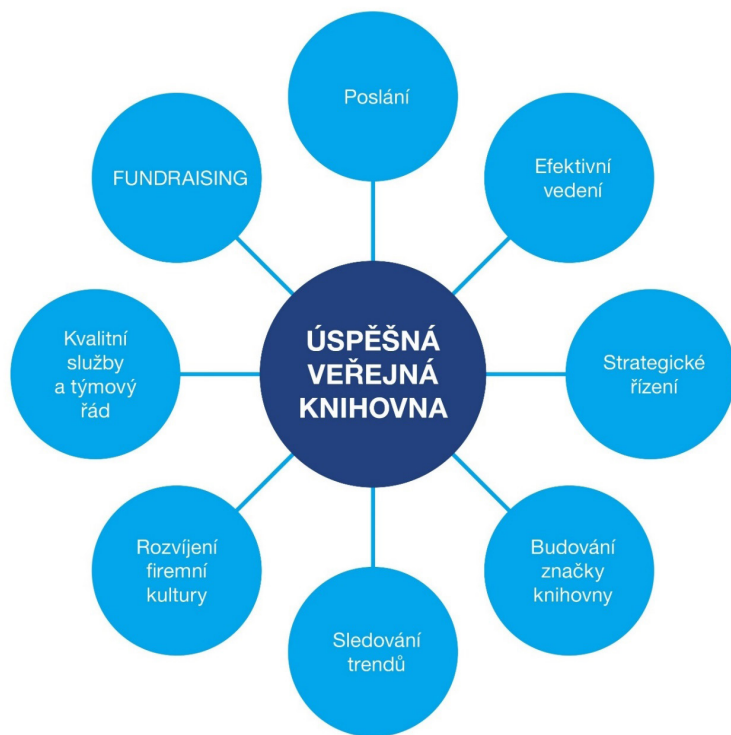 Poslání
Efektivní
vedení
Strategické
řízení
Budování
značky
knihovny
Sledování
trendů
Rozvíjení
firemní
kultury
Kvalitní
služby
a týmový
řád
FUNDRAISING
ÚSPĚŠNÁ
VEŘEJNÁ
KNIHOVNA